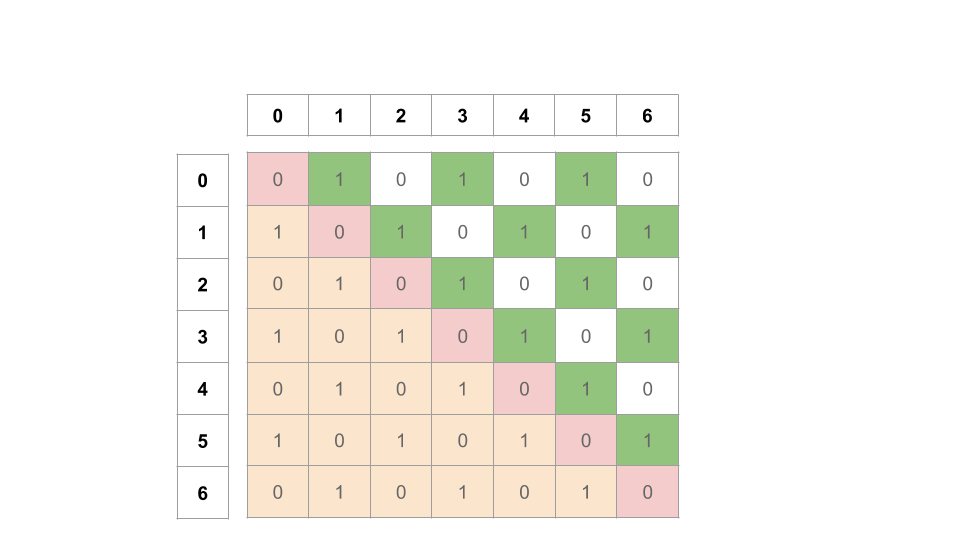 0 1 2 3 4 5 6
0 0 1 0 1 0 1 0
1 1 0 1 0 1 0 1
2 0 1 0 1 0 1 0
3 1 0 1 0 1 0 1
4 0 1 0 1 0 1 0
5 1 0 1 0 1 0 1
6 0 1 0 1 0 1 0